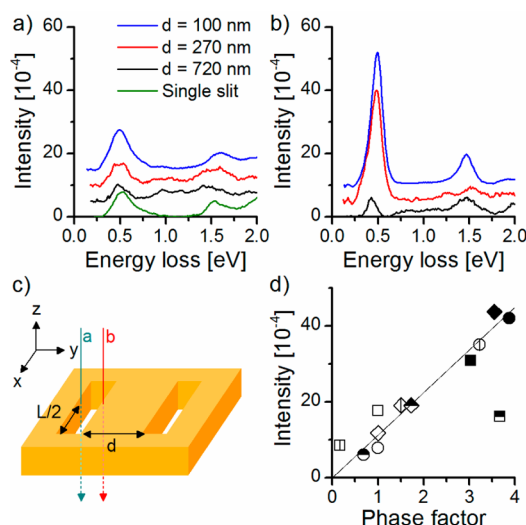 a)
d = 100 nm
d = 270 nm
d = 720 nm
Single slit
Intensity [10⁻⁴]
60
40
20
0
0.0 0.5 1.0 1.5 2.0
Energy loss [eV]
b)
Intensity [10⁻⁴]
60
40
20
0
0.0 0.5 1.0 1.5 2.0
Energy loss [eV]
c)
z
y
x
a
b
L/2
d
d)
Intensity [10⁻⁴]
40
20
0
0 1 2 3 4
Phase factor